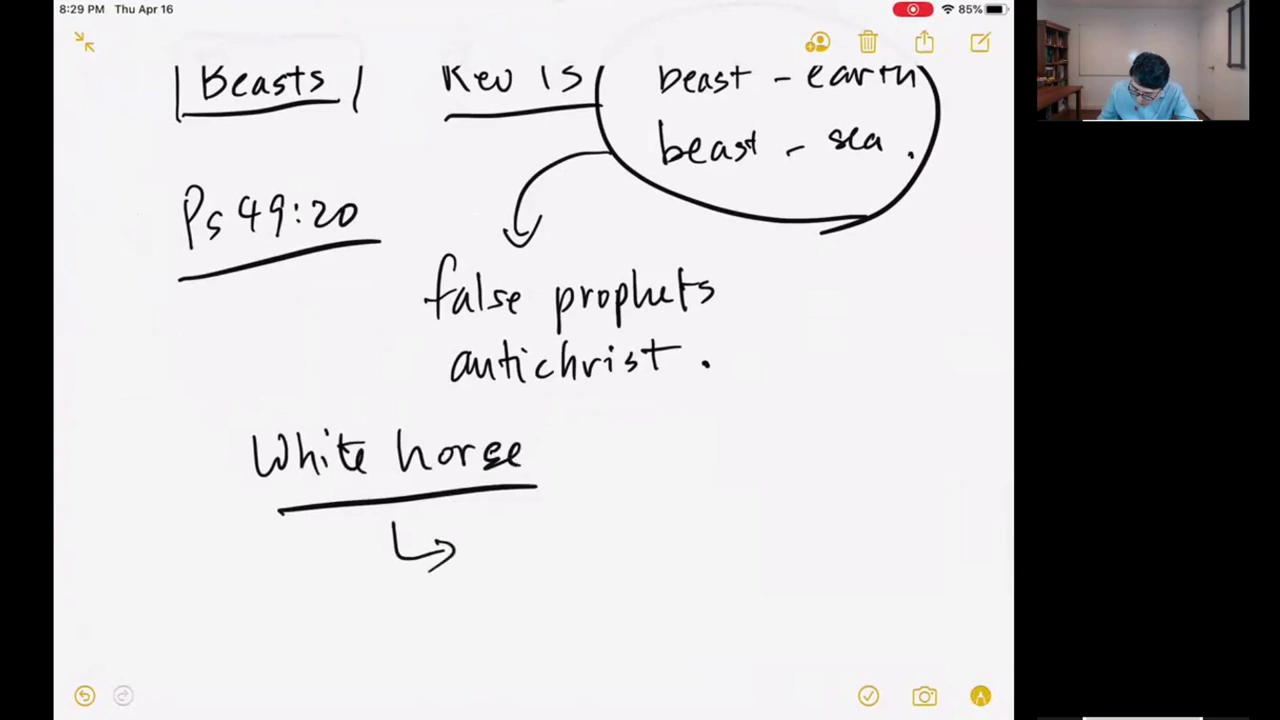 8:29 PM Thu Apr 16
85%
Beasts
Rev 13
beast - earth
beast - sea.
Ps 49:20
false prophets
antichrist.
White horse